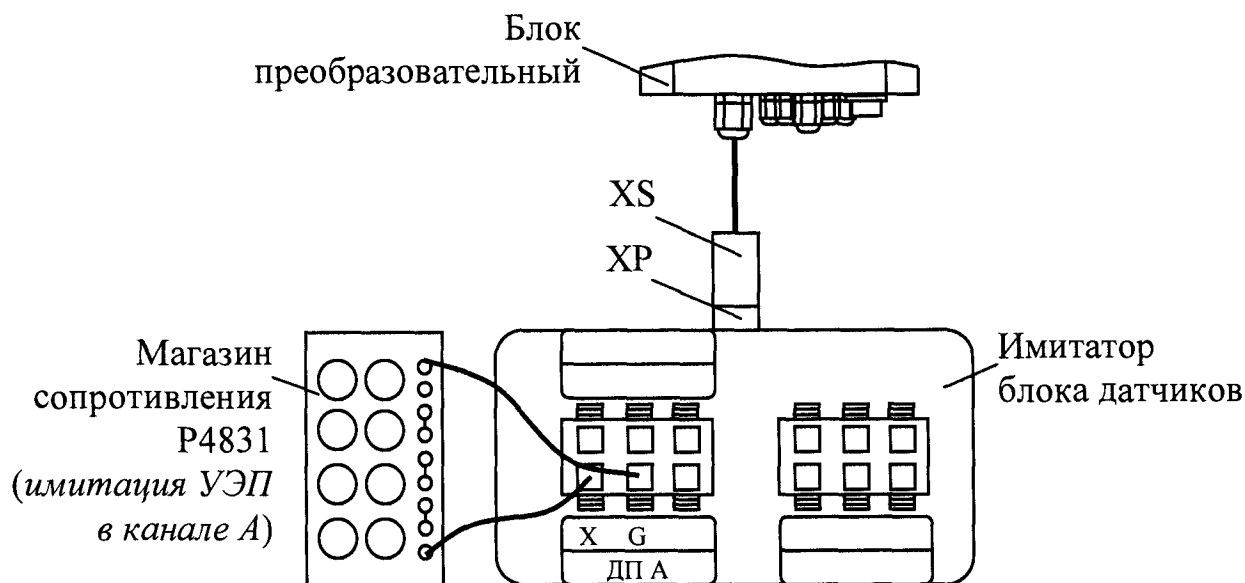 Блок
преобразовательный
XS
XP
Магазин
сопротивления
Р4831
(имитация УЭП
в канале А)
Имитатор
блока датчиков
X G
ДП А